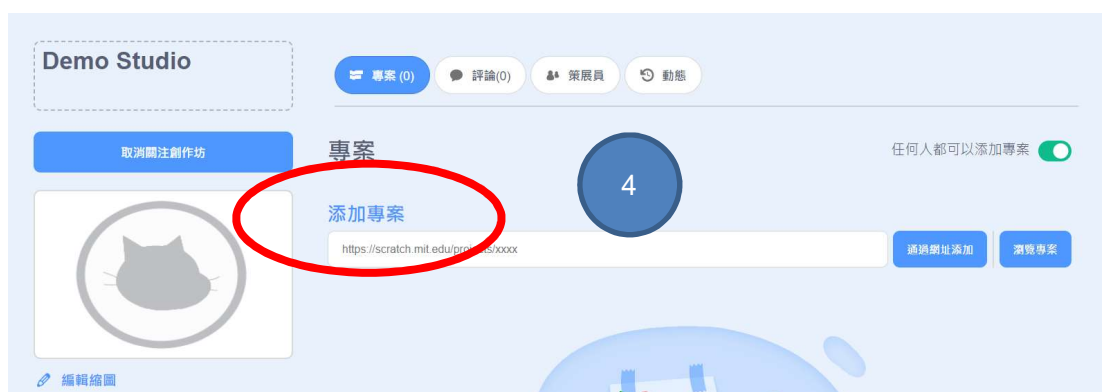 Demo Studio
專案 (0)
評論(0)
策展員
動態
取消關注創作坊
專案
任何人都可以添加專案
4
添加專案
https://scratch.mit.edu/projects/xxxx
通過網址添加
瀏覽專案
編輯縮圖